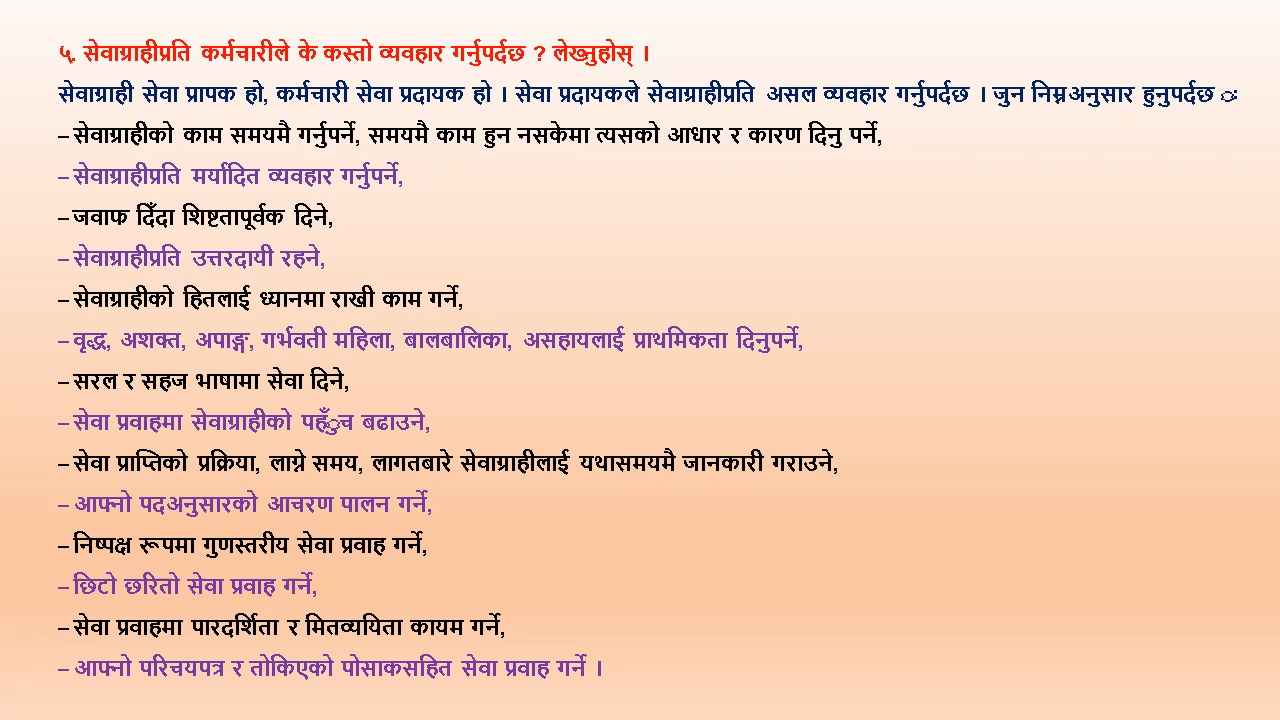 ५. सेवाग्राहीप्रति कर्मचारीले के कस्तो व्यवहार गर्नुपर्दछ ? लेख्नुहोस् ।
सेवाग्राही सेवा प्रापक हो, कर्मचारी सेवा प्रदायक हो । सेवा प्रदायकले सेवाग्राहीप्रति असल व्यवहार गर्नुपर्दछ । जुन निम्नअनुसार हुनुपर्दछ ः
– सेवाग्राहीको काम समयमै गर्नुपर्ने, समयमै काम हुन नसकेमा त्यसको आधार र कारण दिनु पर्ने,
– सेवाग्राहीप्रति मर्यादित व्यवहार गर्नुपर्ने,
– जवाफ दिँदा शिष्टतापूर्वक दिने,
– सेवाग्राहीप्रति उत्तरदायी रहने,
– सेवाग्राहीको हितलाई ध्यानमा राखी काम गर्ने,
– वृद्ध, अशक्त, अपाङ्ग, गर्भवती महिला, बालबालिका, असहायलाई प्राथमिकता दिनुपर्ने,
– सरल र सहज भाषामा सेवा दिने,
– सेवा प्रवाहमा सेवाग्राहीको पहँुच बढाउने,
– सेवा प्राप्तिको प्रक्रिया, लाग्ने समय, लागतबारे सेवाग्राहीलाई यथासमयमै जानकारी गराउने,
– आफ्नो पदअनुसारको आचरण पालन गर्ने,
– निष्पक्ष रूपमा गुणस्तरीय सेवा प्रवाह गर्ने,
– छिटो छरितो सेवा प्रवाह गर्ने,
– सेवा प्रवाहमा पारदर्शिता र मितव्ययिता कायम गर्ने,
– आफ्नो परिचयपत्र र तोकिएको पोसाकसहित सेवा प्रवाह गर्ने ।